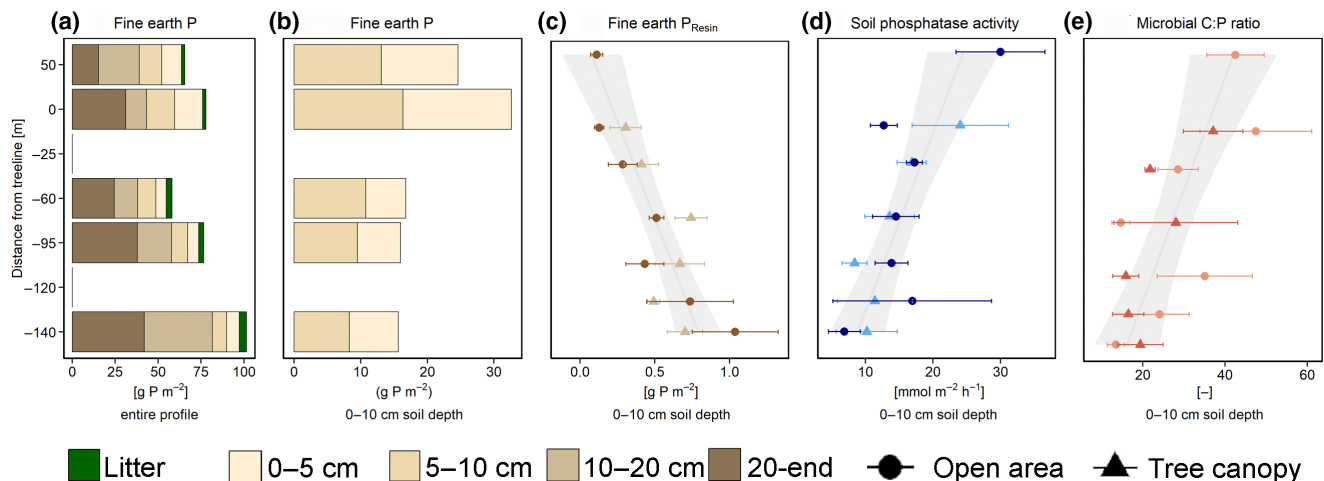 (a) Fine earth P
(b) Fine earth P
(c) Fine earth P_Resin
(d) Soil phosphatase activity
(e) Microbial C:P ratio
Distance from treeline [m]
50
0
−25
−60
−95
−120
−140
0 25 50 75 100
[g P m⁻²]
entire profile
0 10 20 30
(g P m⁻²)
0–10 cm soil depth
0.0 0.5 1.0
[g P m⁻²]
0–10 cm soil depth
10 20 30
[mmol m⁻² h⁻¹]
0–10 cm soil depth
20 40 60
[-]
0–10 cm soil depth
Litter 0–5 cm 5–10 cm 10–20 cm 20-end Open area Tree canopy